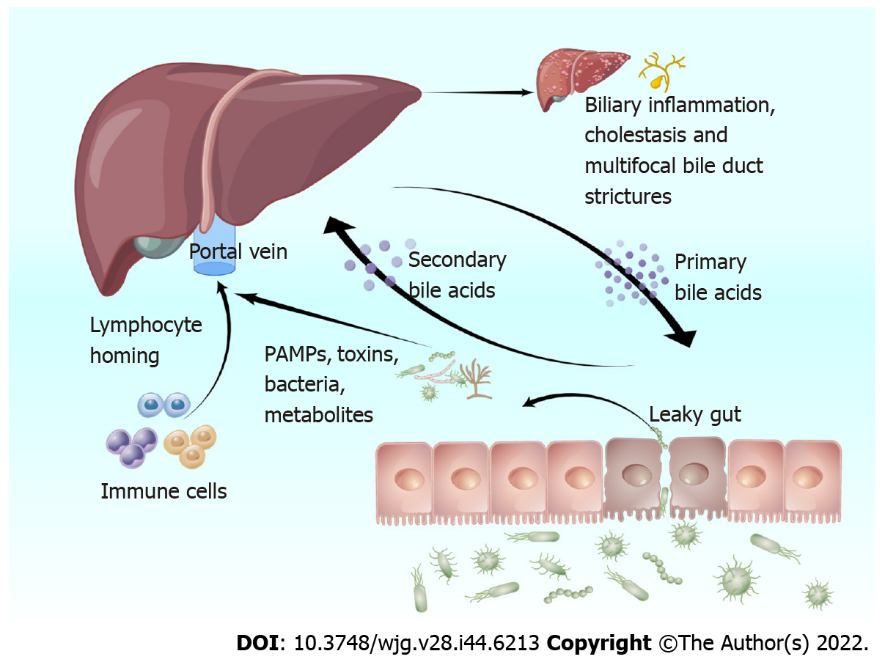 Biliary inflammation,
cholestasis and
multifocal bile duct
strictures
Portal vein
Secondary
bile acids
Primary
bile acids
Lymphocyte
homing
PAMPs, toxins,
bacteria,
metabolites
Leaky gut
Immune cells
DOI: 10.3748/wjg.v28.i44.6213 Copyright ©The Author(s) 2022.